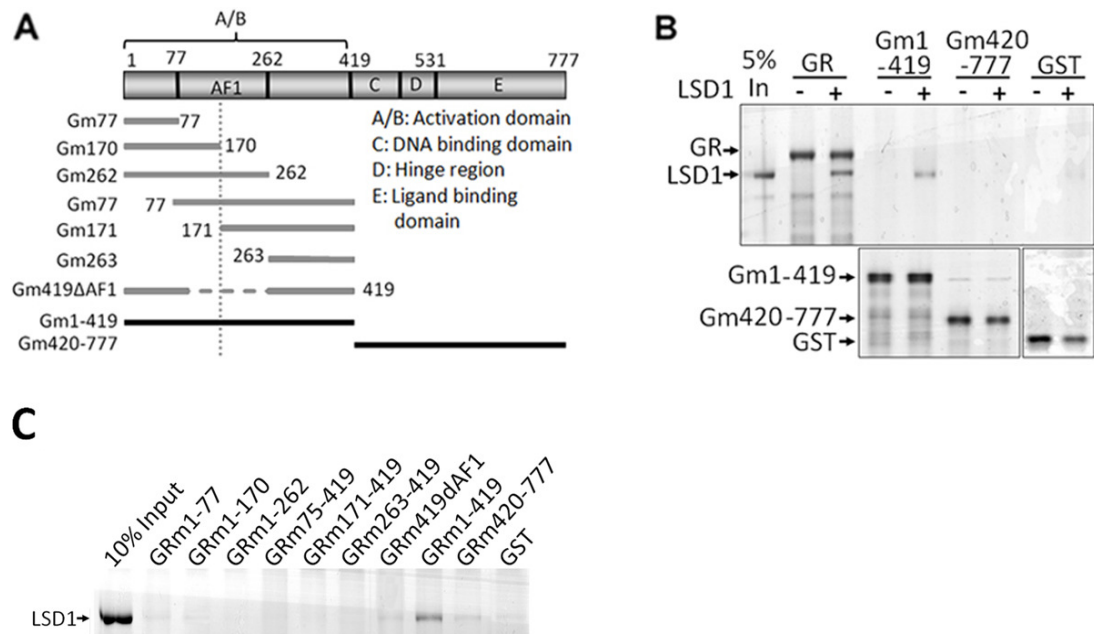 A
A/B
1 77 262 419 531 777
AF1 C D E
Gm77 77
Gm170 170
Gm262 262
Gm77 77
Gm171 171
Gm263 263
Gm419ΔAF1 419
Gm1-419
Gm420-777
A/B: Activation domain
C: DNA binding domain
D: Hinge region
E: Ligand binding
domain
B
5%
In
GR
Gm1
-419
Gm420
-777
GST
LSD1 - + - + - + - +
GR
LSD1
Gm1-419
Gm420-777
GST
C
10% Input
GRm1-77
GRm1-170
GRm1-262
GRm75-419
GRm171-419
GRm263-419
GRm419dAF1
GRm1-419
GRm420-777
GST
LSD1